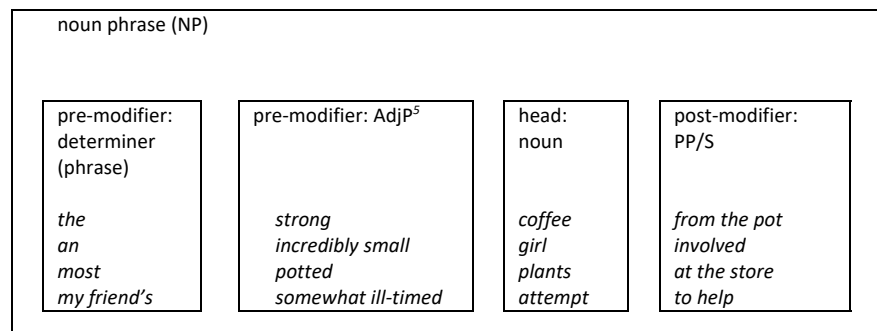 noun phrase (NP)
pre-modifier: determiner (phrase)
pre-modifier: AdjP5
head: noun
post-modifier: PP/S
the strong coffee from the pot
an incredibly small girl involved
most potted plants at the store
my friend’s somewhat ill-timed attempt to help